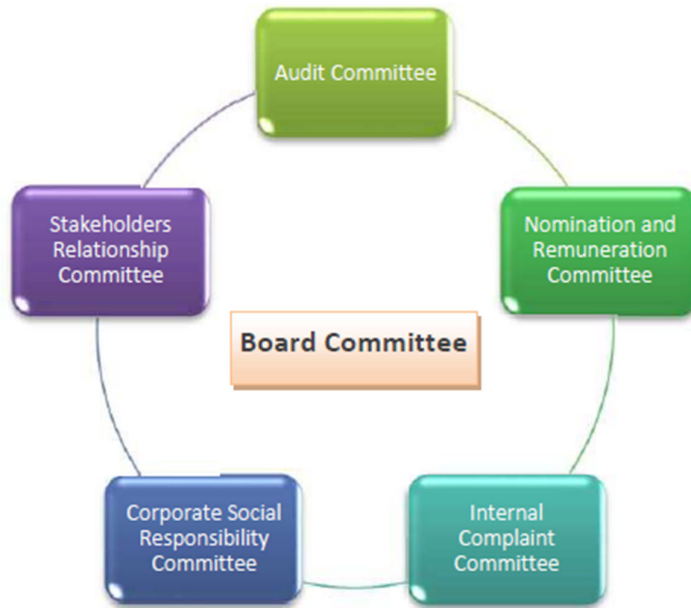 Audit Committee
Stakeholders
Relationship
Committee
Nomination and
Remuneration
Committee
Board Committee
Corporate Social
Responsibility
Committee
Internal
Complaint
Committee